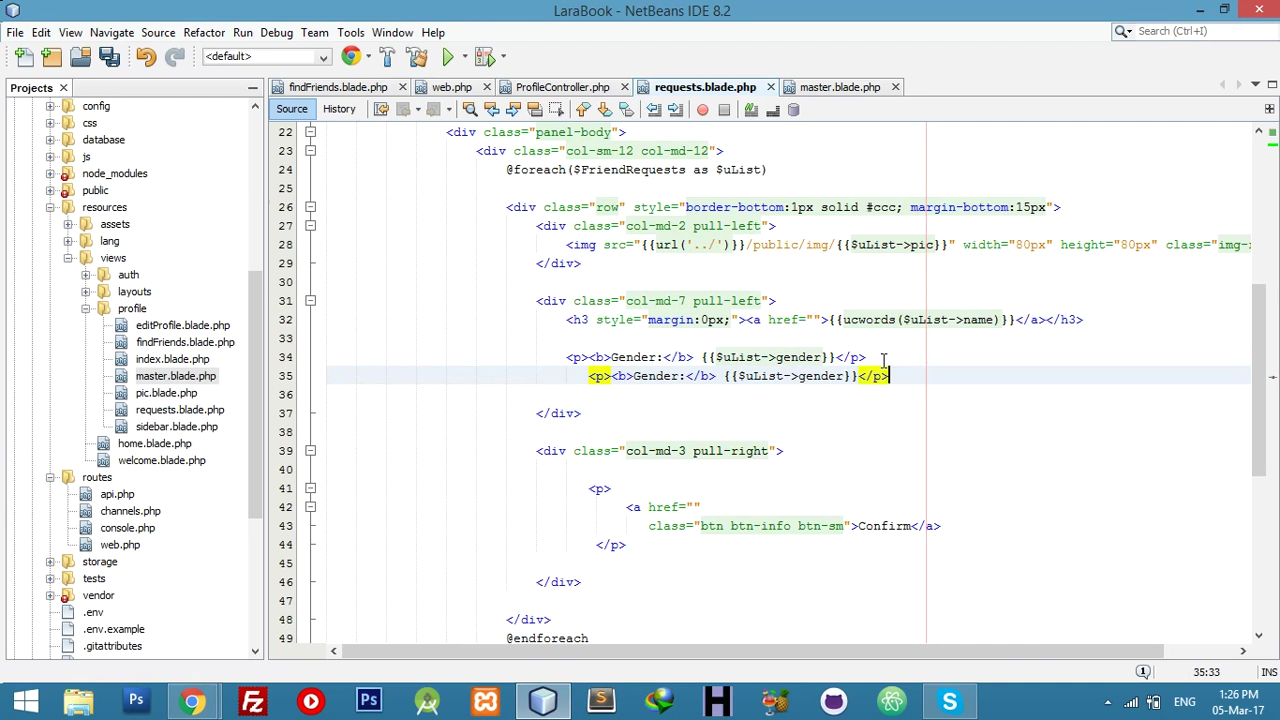 LaraBook - NetBeans IDE 8.2
File Edit View Navigate Source Refactor Run Debug Team Tools Window Help
Search (Ctrl+I)
<default>
Projects
findFriends.blade.php web.php ProfileController.php requests.blade.php master.blade.php
Source History
config
css
database
js
node_modules
public
resources
assets
lang
views
auth
layouts
profile
editProfile.blade.php
findFriends.blade.php
index.blade.php
master.blade.php
pic.blade.php
requests.blade.php
sidebar.blade.php
home.blade.php
welcome.blade.php
routes
api.php
channels.php
console.php
web.php
storage
tests
vendor
.env
.env.example
.gitattributes
22 <div class="panel-body">
23 <div class="col-sm-12 col-md-12">
24 @foreach($FriendRequests as $uList)
25
26 <div class="row" style="border-bottom:1px solid #ccc; margin-bottom:15px">
27 <div class="col-md-2 pull-left">
28 <img src="{{url('../')}}/public/img/{{$uList->pic}}" width="80px" height="80px" class="img-
29 </div>
30
31 <div class="col-md-7 pull-left">
32 <h3 style="margin:0px;"><a href="">{{ucwords($uList->name)}}</a></h3>
33
34 <p><b>Gender:</b> {{$uList->gender}}</p>
35 <p><b>Gender:</b> {{$uList->gender}}</p>
36
37 </div>
38
39 <div class="col-md-3 pull-right">
40
41 <p>
42 <a href=""
43 class="btn btn-info btn-sm">Confirm</a>
44 </p>
45
46 </div>
47
48 </div>
49 @endforeach
35:33 INS
ENG
1:26 PM
05-Mar-17